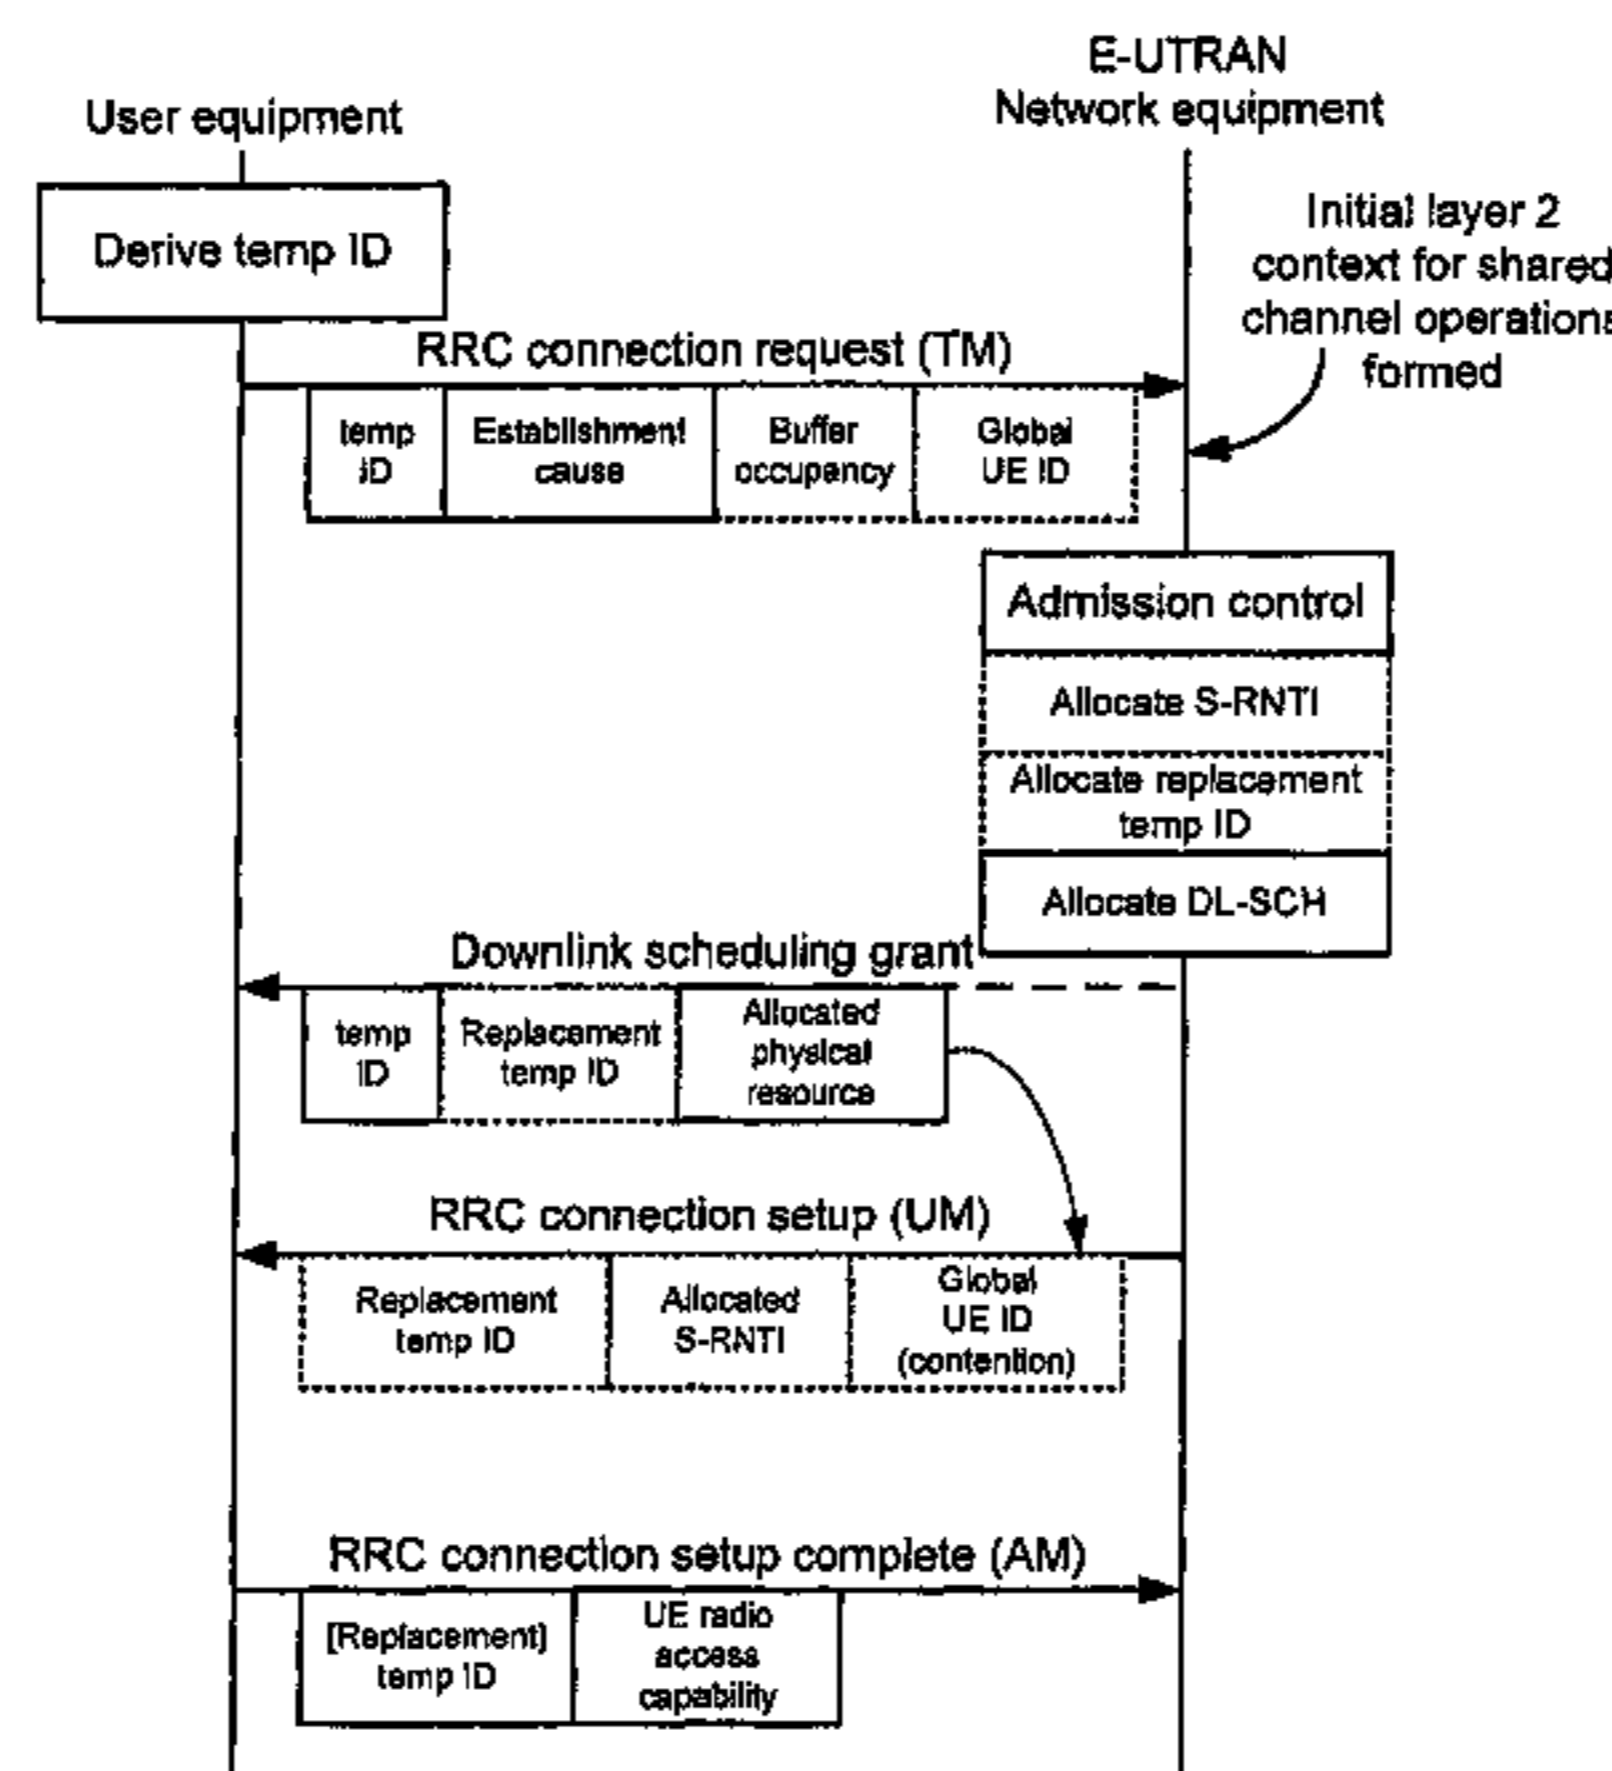 E-UTRAN
Network equipment
User equipment
Derive temp ID
Initial layer 2
context for shared
channel operations
formed
RRC connection request (TM)
temp
ID
Establishment
cause
Buffer
occupancy
Global
UE ID
Admission control
Allocate S-RNTI
Allocate replacement
temp ID
Allocate DL-SCH
Downlink scheduling grant
temp
ID
Replacement
temp ID
Allocated
physical
resource
RRC connection setup (UM)
Replacement
temp ID
Allocated
S-RNTI
Global
UE ID
(contention)
RRC connection setup complete (AM)
[Replacement]
temp ID
UE radio
access
capability